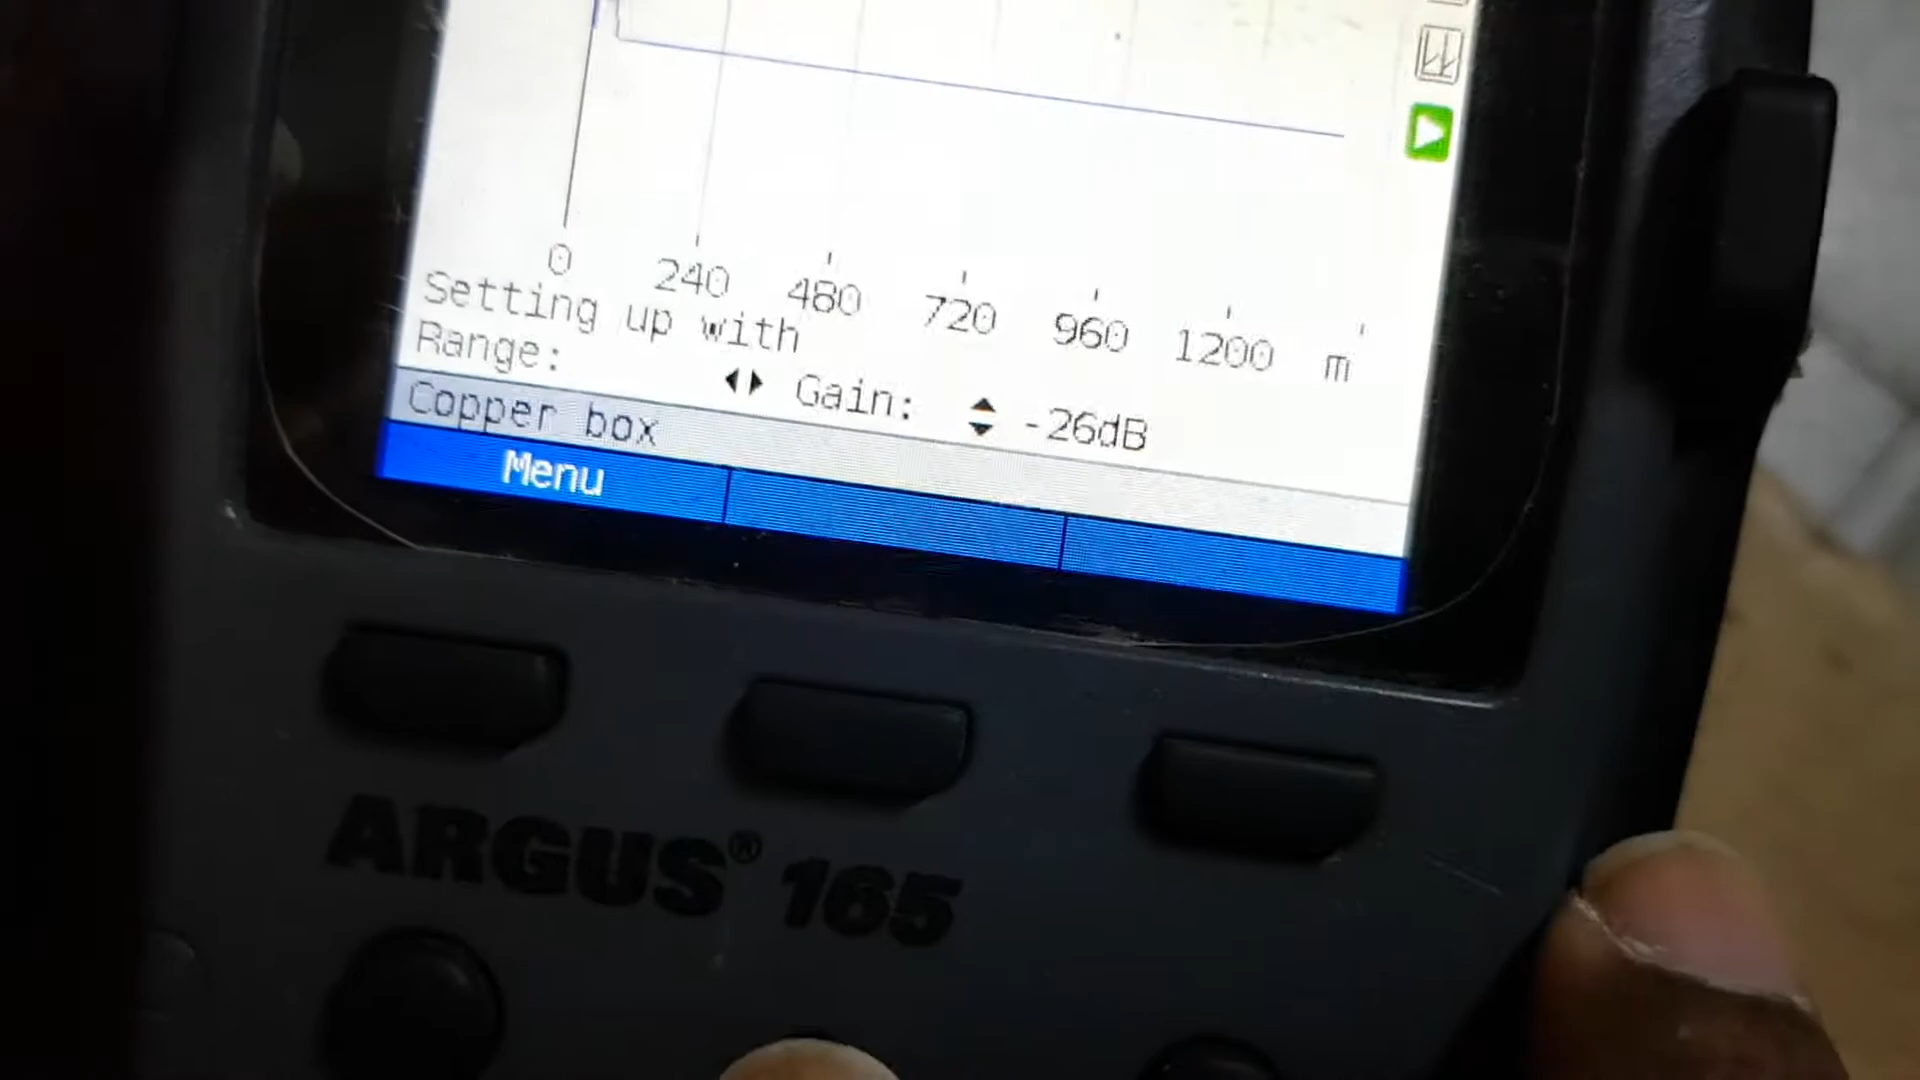 0 240 480 720 960 1200 m
Setting up with
Range: Gain: -26dB
Copper box
Menu
ARGUS® 165